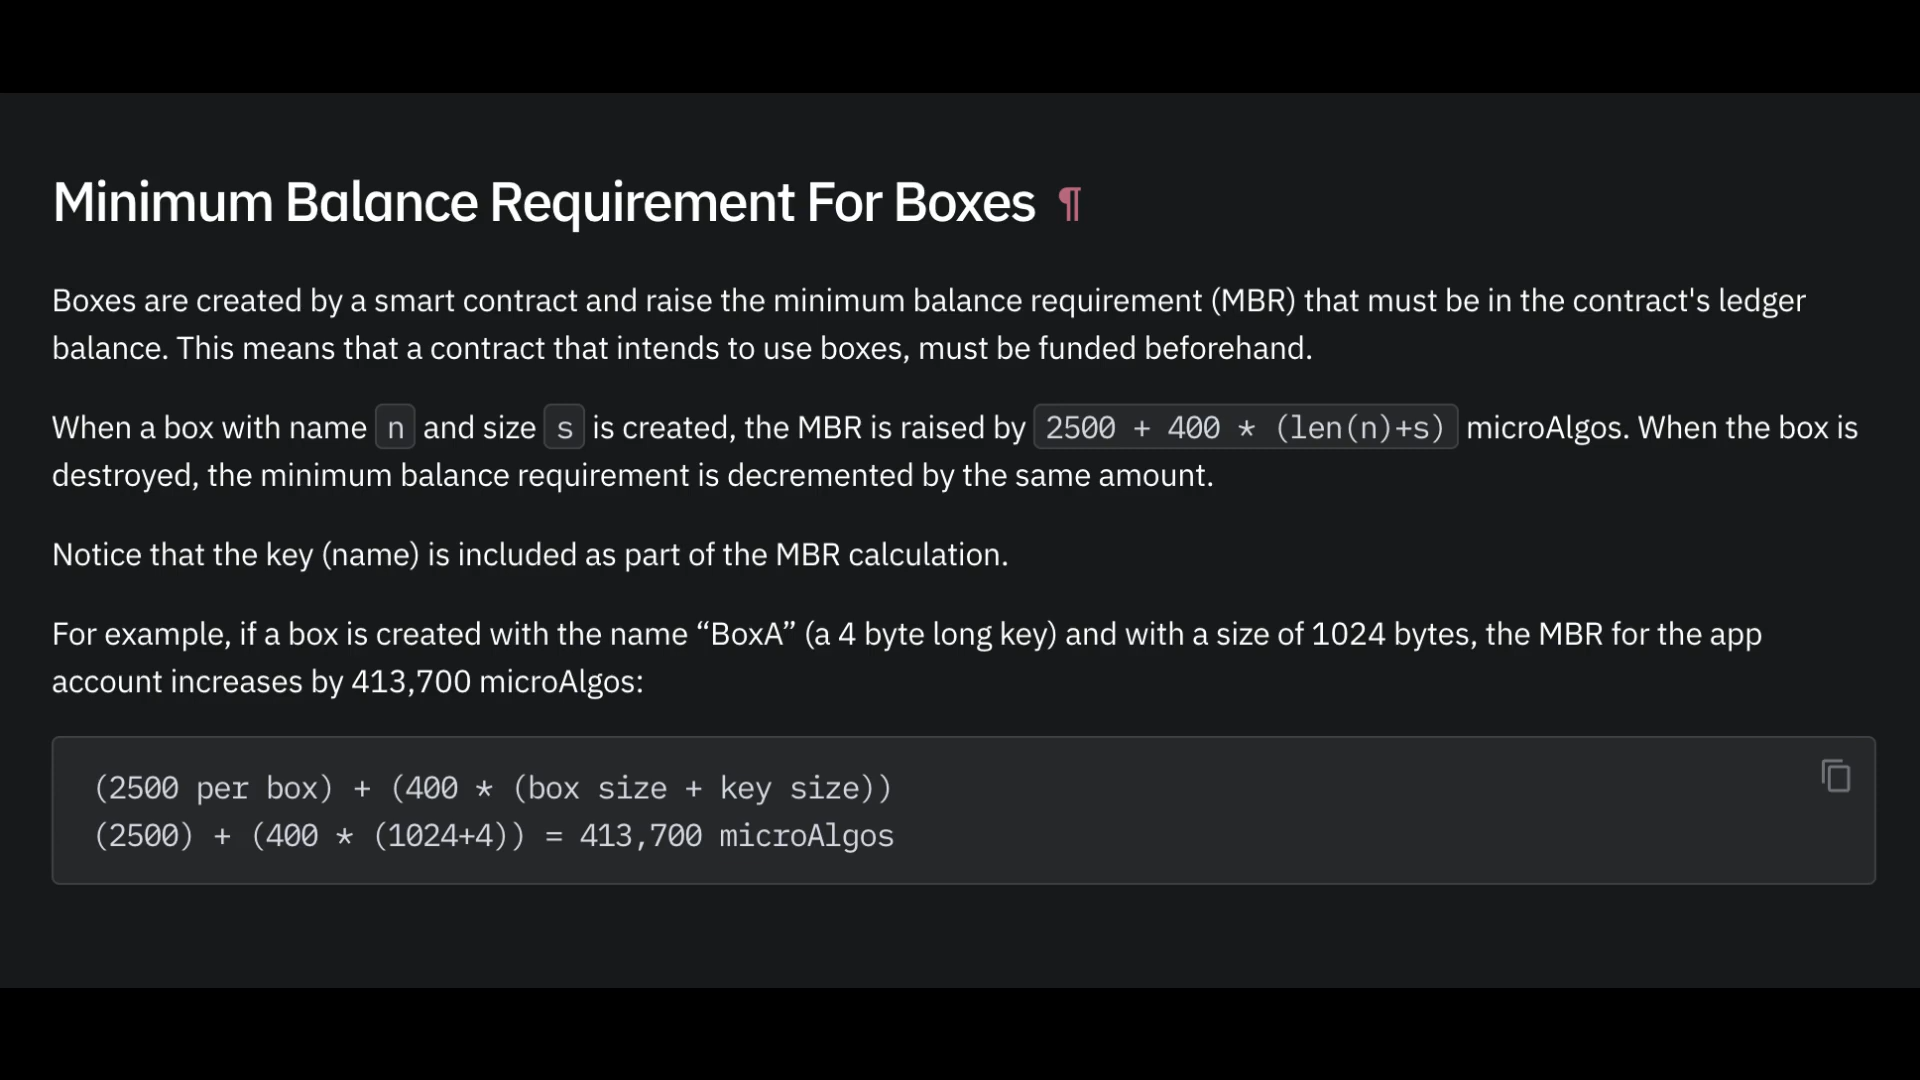 Minimum Balance Requirement For Boxes ¶
Boxes are created by a smart contract and raise the minimum balance requirement (MBR) that must be in the contract's ledger
balance. This means that a contract that intends to use boxes, must be funded beforehand.
When a box with name n and size s is created, the MBR is raised by 2500 + 400 * (len(n)+s) microAlgos. When the box is
destroyed, the minimum balance requirement is decremented by the same amount.
Notice that the key (name) is included as part of the MBR calculation.
For example, if a box is created with the name “BoxA” (a 4 byte long key) and with a size of 1024 bytes, the MBR for the app
account increases by 413,700 microAlgos:
(2500 per box) + (400 * (box size + key size))
(2500) + (400 * (1024+4)) = 413,700 microAlgos